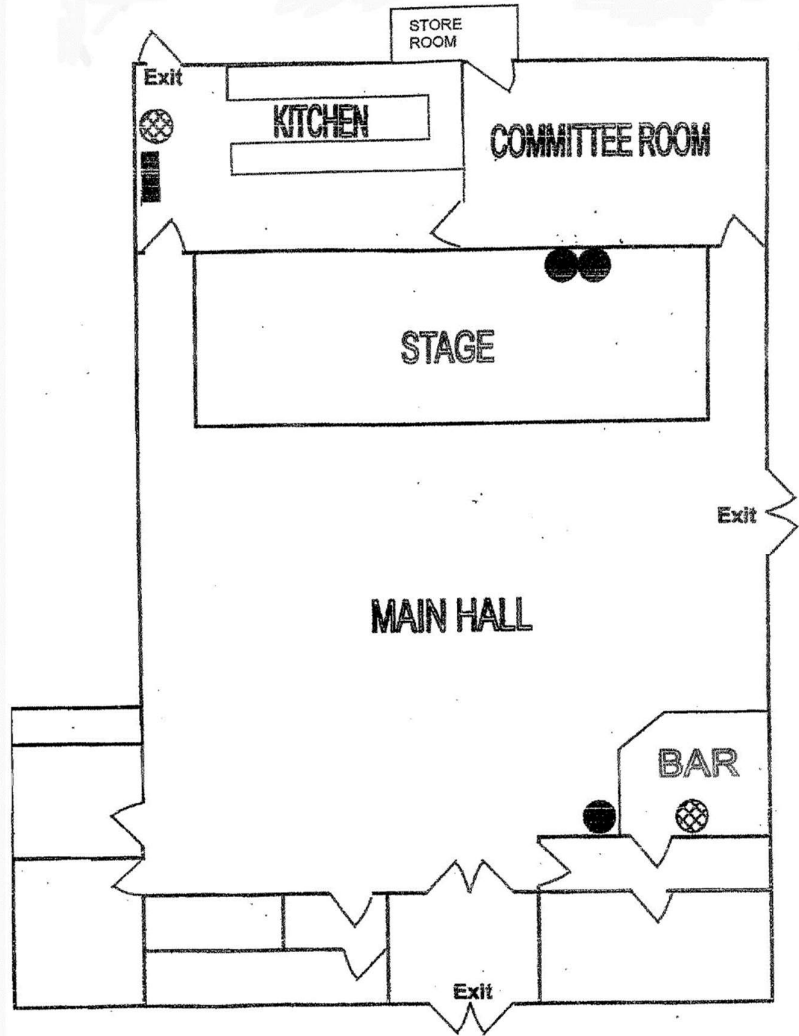 STORE
ROOM
Exit
KITCHEN
COMMITTEE ROOM
STAGE
Exit
MAIN HALL
BAR
Exit